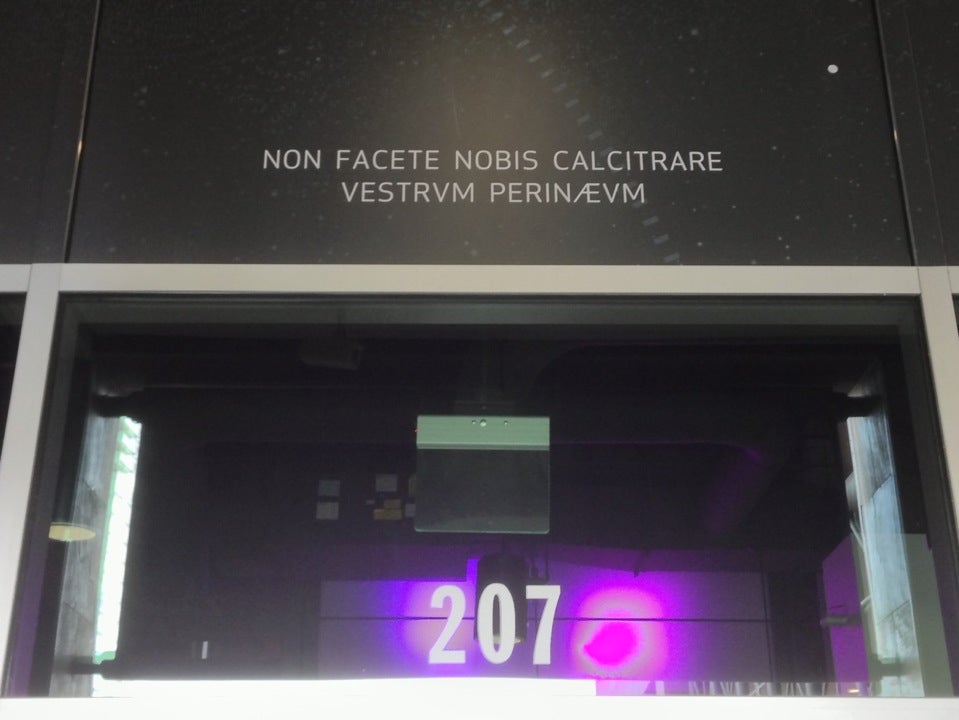 NON FACETE NOBIS CALCITRARE
VESTRVM PERINÆVM
207